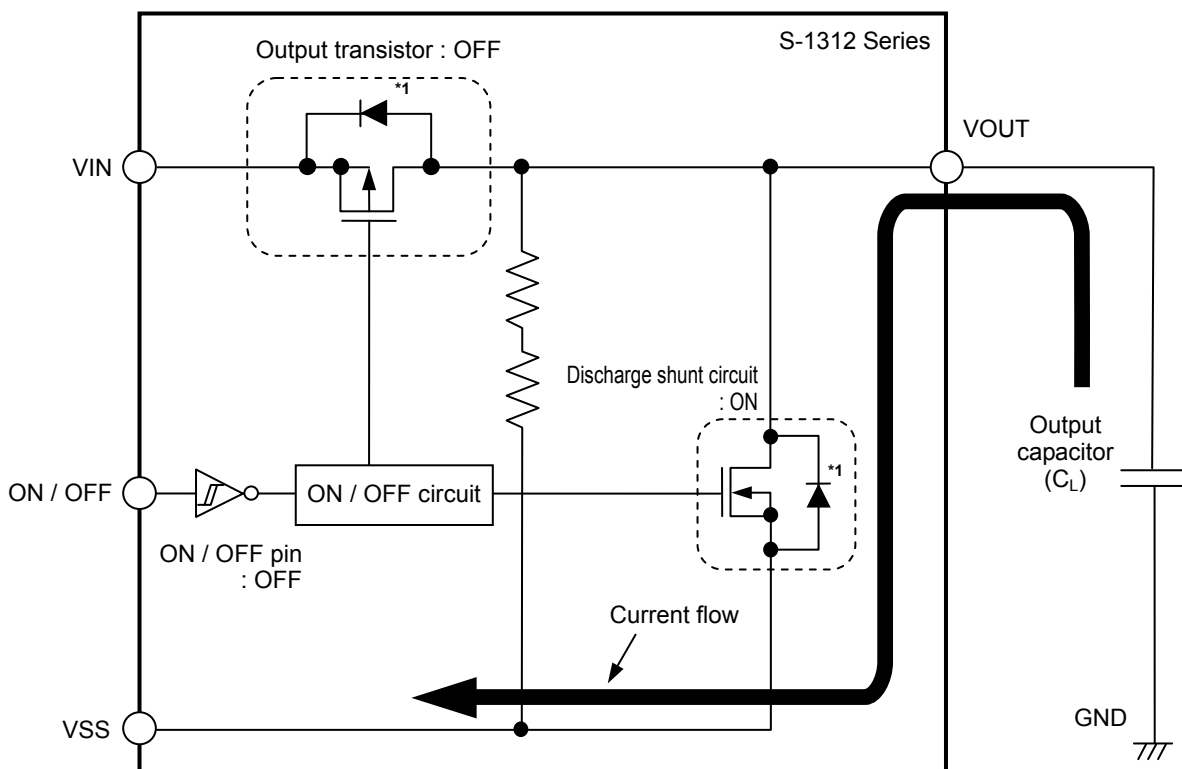 S-1312 Series
Output transistor : OFF
*1
VOUT
VIN
Discharge shunt circuit
: ON
*1
Output
capacitor
(CL)
ON / OFF
ON / OFF circuit
ON / OFF pin
: OFF
Current flow
VSS
GND